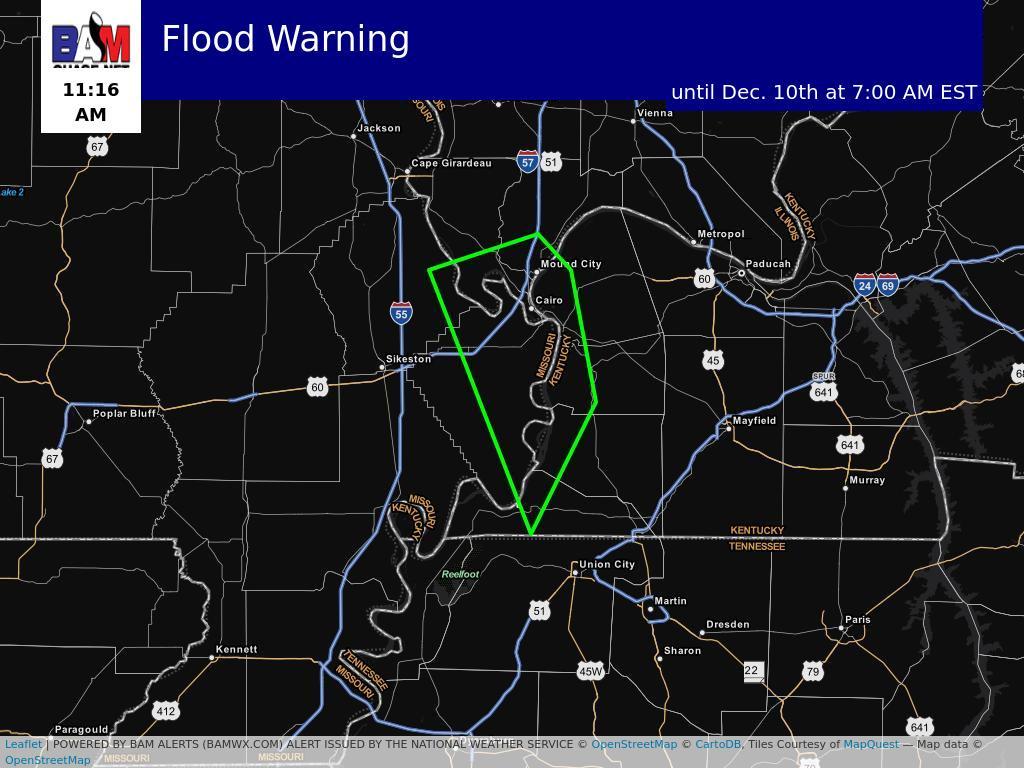 BAM
11:16
AM
Flood Warning
until Dec. 10th at 7:00 AM EST
Jackson
Vienna
67
Cape Girardeau
57
51
ake 2
KENTUCKY
ILLINOIS
Metropol
Mound City
Paducah
60
24
69
Cairo
55
MISSOURI
KENTUCKY
Sikeston
45
60
SPUR
641
Poplar Bluff
Mayfield
641
67
Murray
MISSOURI
KENTUCKY
KENTUCKY
TENNESSEE
Reelfoot
Union City
51
Martin
Dresden
Paris
Kennett
Sharon
TENNESSEE
MISSOURI
45W
22
79
412
641
Paragould
Leaflet | POWERED BY BAM ALERTS (BAMWX.COM) ALERT ISSUED BY THE NATIONAL WEATHER SERVICE © OpenStreetMap © CartoDB, Tiles Courtesy of MapQuest — Map data ©
OpenStreetMap
MISSOURI
MISSOURI